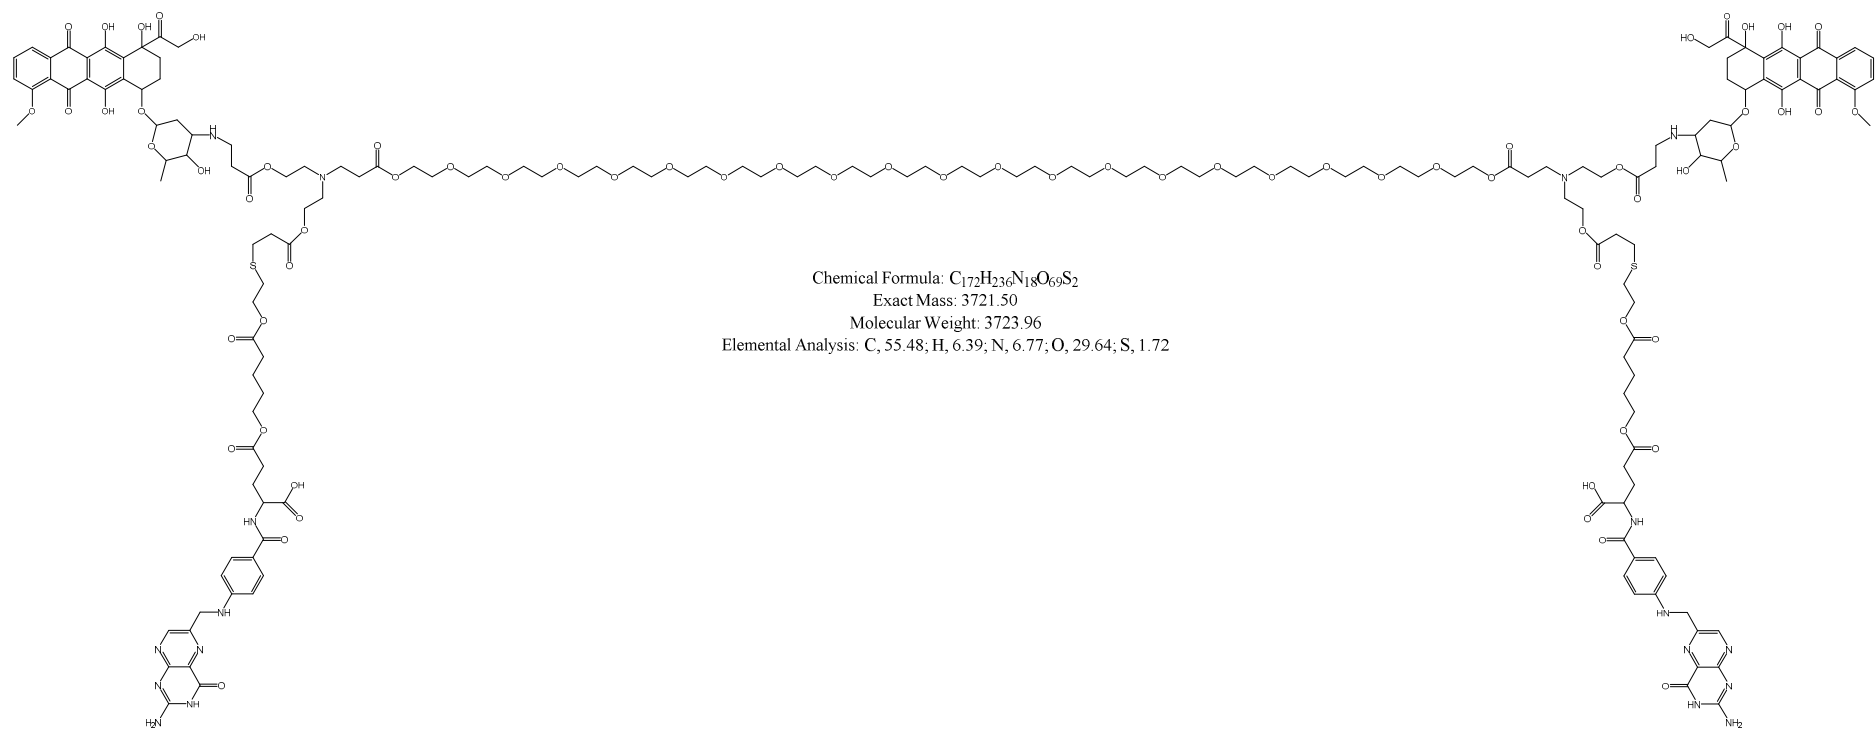 Chemical Formula: C172H236N18O69S2
Exact Mass: 3721.50
Molecular Weight: 3723.96
Elemental Analysis: C, 55.48; H, 6.39; N, 6.77; O, 29.64; S, 1.72